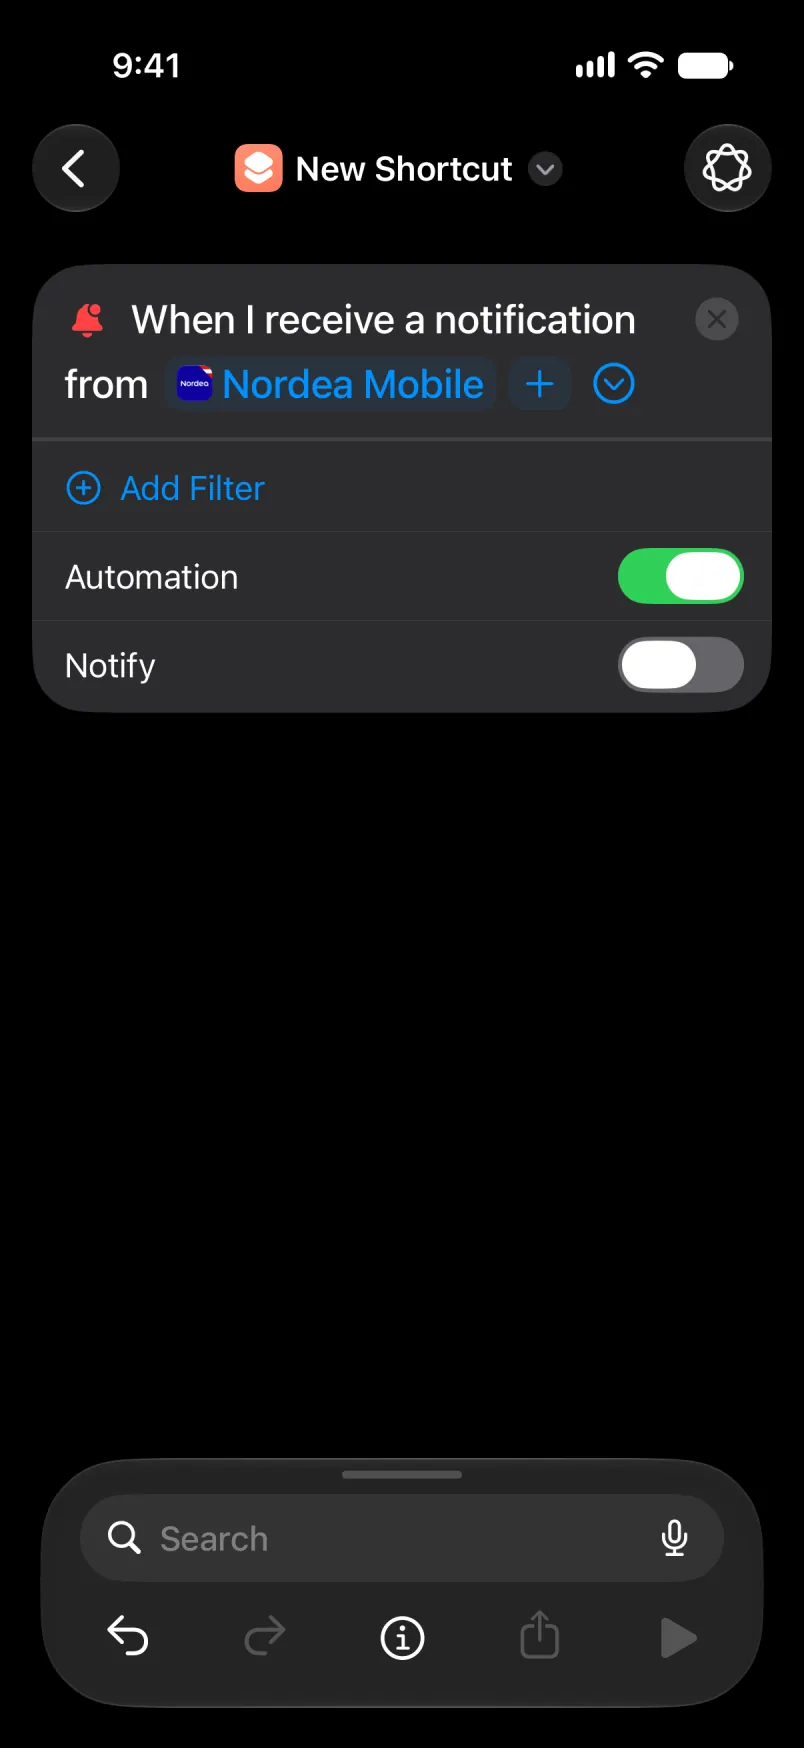 9:41
New Shortcut
When I receive a notification
from Nordea Nordea Mobile
Add Filter
Automation
Notify
Search